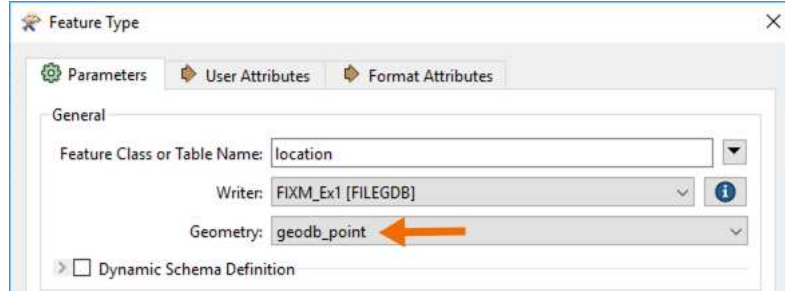 Feature Type
Parameters User Attributes Format Attributes
General
Feature Class or Table Name: location
Writer: FIXM_Ex1 [FILEGDB]
Geometry: geodb_point
Dynamic Schema Definition